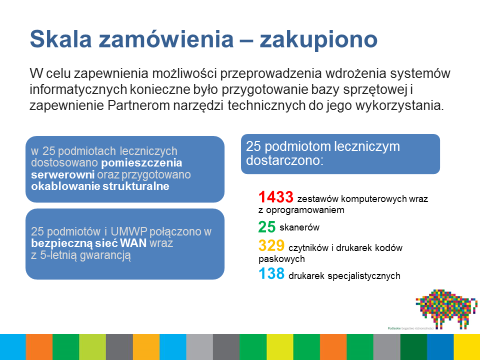 Skala zamówienia – zakupiono
W celu zapewnienia możliwości przeprowadzenia wdrożenia systemów
informatycznych konieczne było przygotowanie bazy sprzętowej i
zapewnienie Partnerom narzędzi technicznych do jego wykorzystania.
w 25 podmiotach leczniczych
dostosowano pomieszczenia
serwerowni oraz przygotowano
okablowanie strukturalne
25 podmiotów i UMWP połączono w
bezpieczną sieć WAN wraz
z 5-letnią gwarancją
25 podmiotom leczniczym
dostarczono:
1433 zestawów komputerowych wraz
z oprogramowaniem
25 skanerów
329 czytników i drukarek kodów
paskowych
138 drukarek specjalistycznych